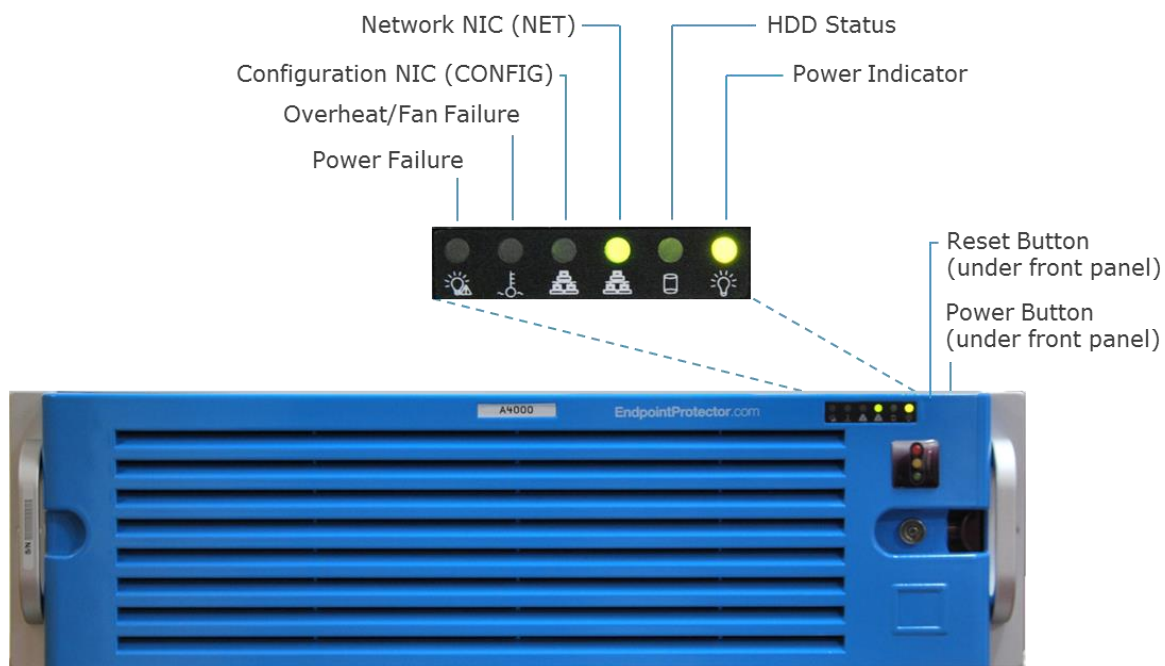 Network NIC (NET)
HDD Status
Configuration NIC (CONFIG)
Power Indicator
Overheat/Fan Failure
Power Failure
Reset Button
(under front panel)
Power Button
(under front panel)
A4000
EndpointProtector.com
S/N